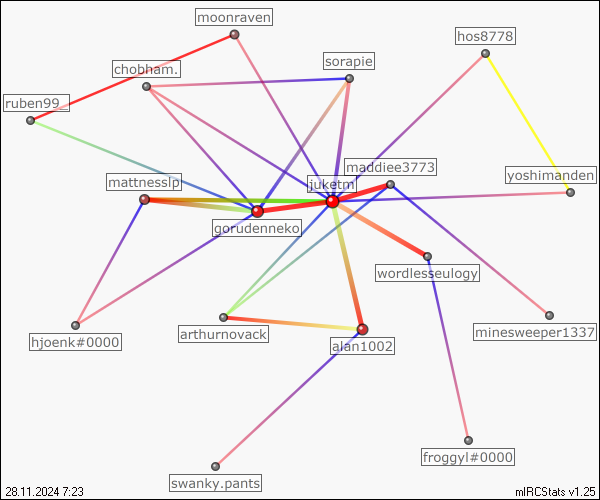 moonraven
hos8778
sorapie
chobham.
ruben99_
maddiee3773
yoshimanden
mattnesslp
juketm
gorudenneko
wordlesseulogy
arthurnovack
minesweeper1337
hjoenk#0000
alan1002
froggyl#0000
swanky.pants
28.11.2024 7:23
mIRCStats v1.25